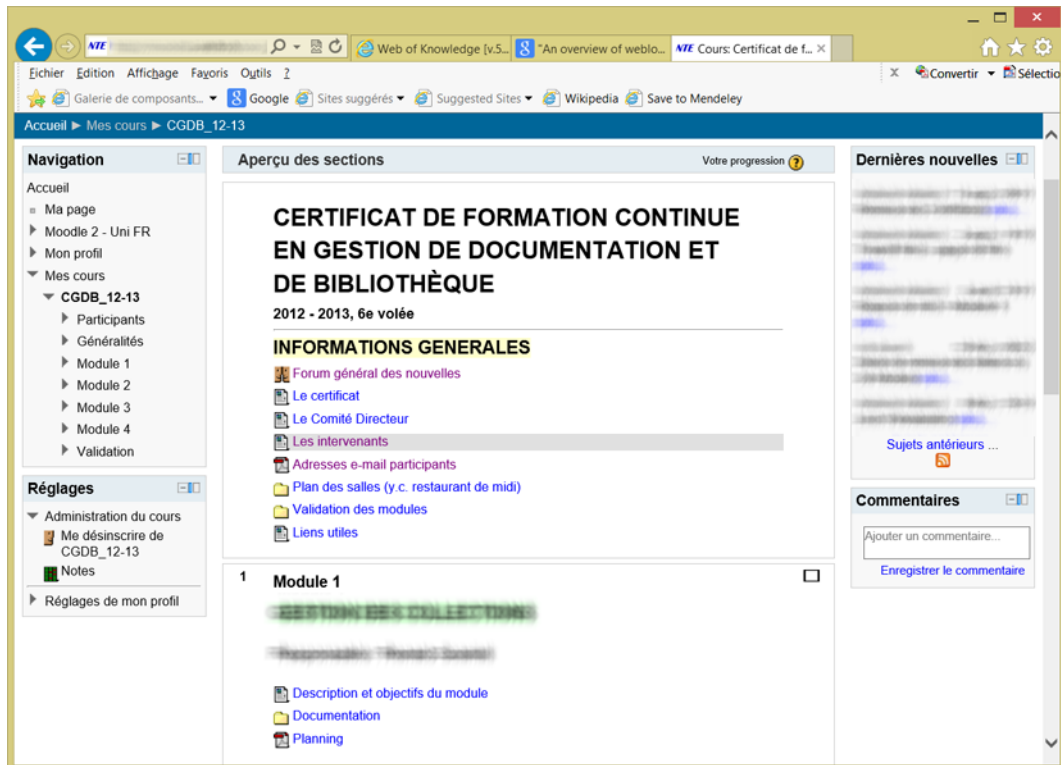 NTE
Web of Knowledge [v.5...
"An overview of weblo...
NTE Cours: Certificat de f...
Fichier Edition Affichage Favoris Outils ?
Convertir
Sélectio
Galerie de composants...
Google
Sites suggérés
Suggested Sites
Wikipedia
Save to Mendeley
Accueil ► Mes cours ► CGDB_12-13
Navigation
Accueil
Ma page
Moodle 2 - Uni FR
Mon profil
Mes cours
CGDB_12-13
Participants
Généralités
Module 1
Module 2
Module 3
Module 4
Validation
Réglages
Administration du cours
Me désinscrire de
CGDB_12-13
Notes
Réglages de mon profil
Aperçu des sections
Votre progression
CERTIFICAT DE FORMATION CONTINUE
EN GESTION DE DOCUMENTATION ET
DE BIBLIOTHÈQUE
2012 - 2013, 6e volée
INFORMATIONS GENERALES
Forum général des nouvelles
Le certificat
Le Comité Directeur
Les intervenants
Adresses e-mail participants
Plan des salles (y.c. restaurant de midi)
Validation des modules
Liens utiles
1
Module 1
Description et objectifs du module
Documentation
Planning
Dernières nouvelles
Sujets antérieurs ...
Commentaires
Ajouter un commentaire...
Enregistrer le commentaire